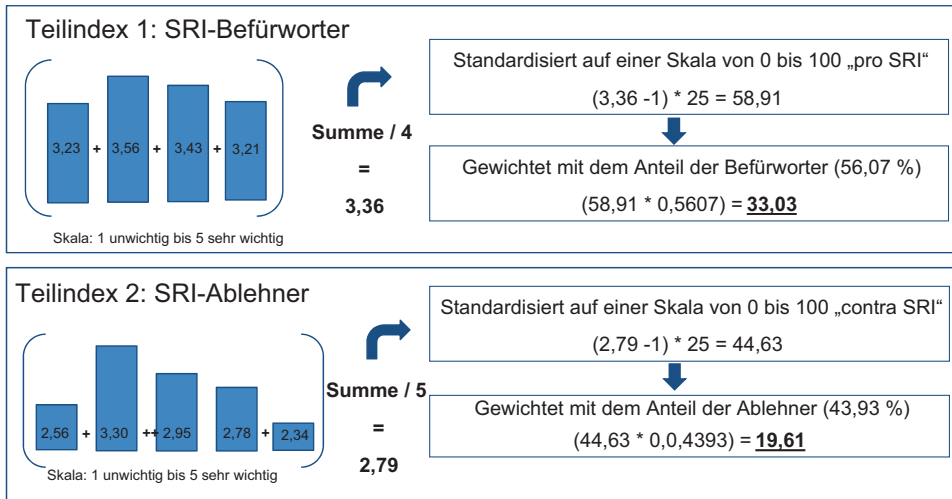 Teilindex 1: SRI-Befürworter
3,23 + 3,56 + 3,43 + 3,21
Skala: 1 unwichtig bis 5 sehr wichtig
Summe / 4
=
3,36
Standardisiert auf einer Skala von 0 bis 100 „pro SRI“
(3,36 -1) * 25 = 58,91
Gewichtet mit dem Anteil der Befürworter (56,07 %)
(58,91 * 0,5607) = 33,03
Teilindex 2: SRI-Ablehner
2,56 + 3,30 ++ 2,95 2,78 + 2,34
Skala: 1 unwichtig bis 5 sehr wichtig
Summe / 5
=
2,79
Standardisiert auf einer Skala von 0 bis 100 „contra SRI“
(2,79 -1) * 25 = 44,63
Gewichtet mit dem Anteil der Ablehner (43,93 %)
(44,63 * 0,0,4393) = 19,61